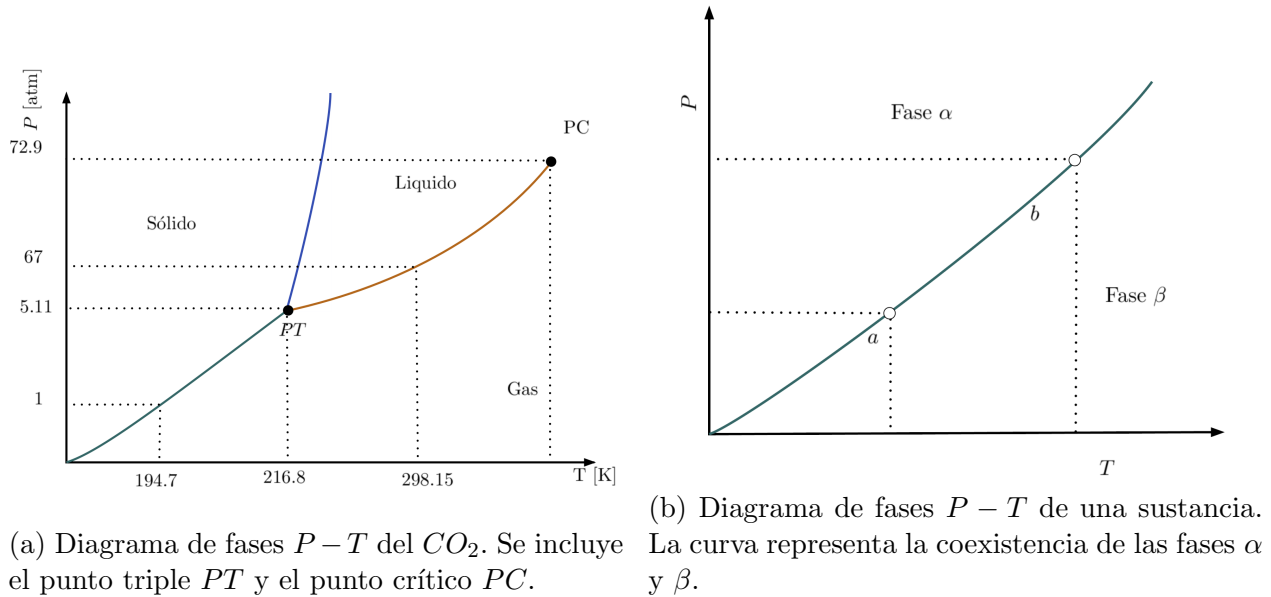 P [atm]
72.9
67
5.11
1
PC
Liquido
Sólido
PT
Gas
194.7
216.8
298.15
T [K]
(a) Diagrama de fases P − T del CO₂. Se incluye
el punto triple PT y el punto crítico PC.
P
Fase α
b
Fase β
a
T
(b) Diagrama de fases P − T de una sustancia.
La curva representa la coexistencia de las fases α
y β.